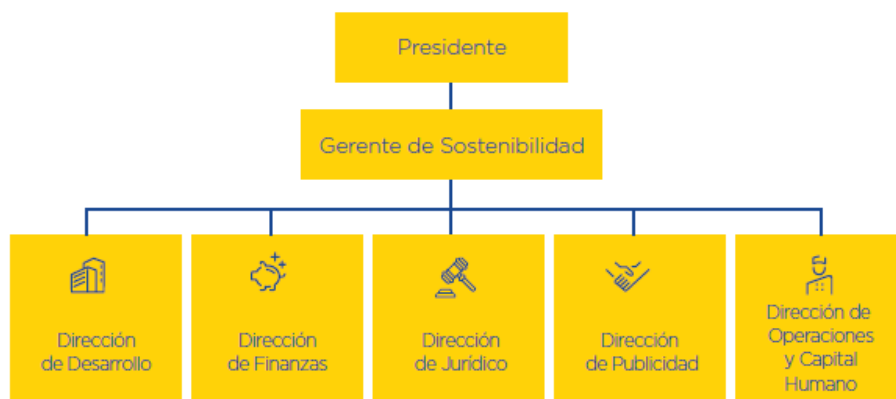 Presidente
Gerente de Sostenibilidad
Dirección
de Desarrollo
Dirección
de Finanzas
Dirección
de Jurídico
Dirección
de Publicidad
Dirección de
Operaciones
y Capital
Humano